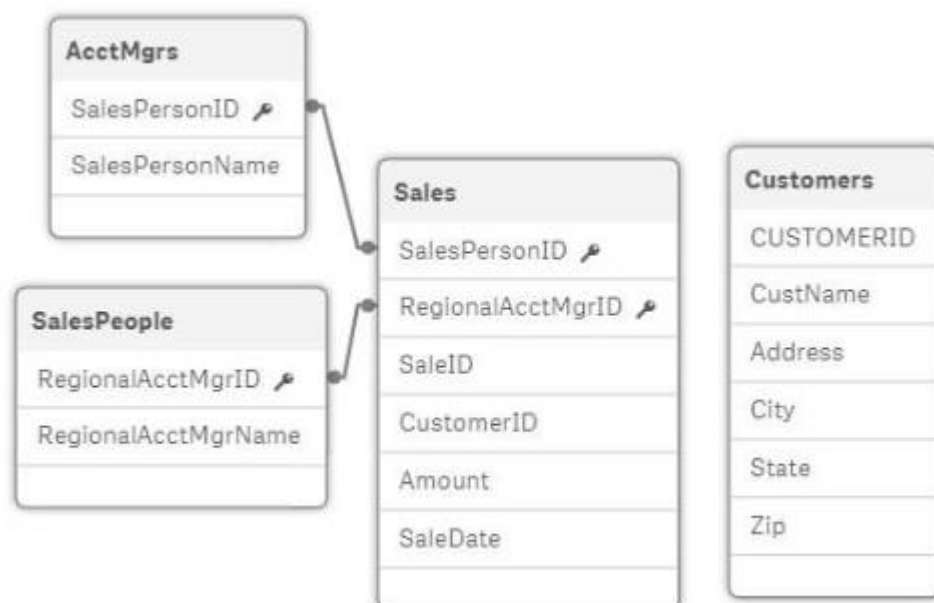 AcctMgrs
SalesPersonID
SalesPersonName
SalesPeople
RegionalAcctMgrID
RegionalAcctMgrName
Sales
SalesPersonID
RegionalAcctMgrID
SaleID
CustomerID
Amount
SaleDate
Customers
CUSTOMERID
CustName
Address
City
State
Zip